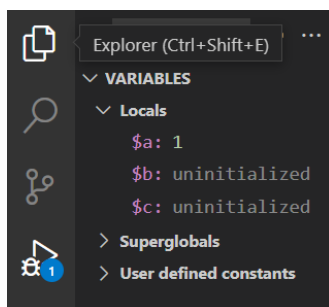 Explorer (Ctrl+Shift+E)
...
VARIABLES
Locals
$a: 1
$b: uninitialized
$c: uninitialized
Superglobals
User defined constants
1